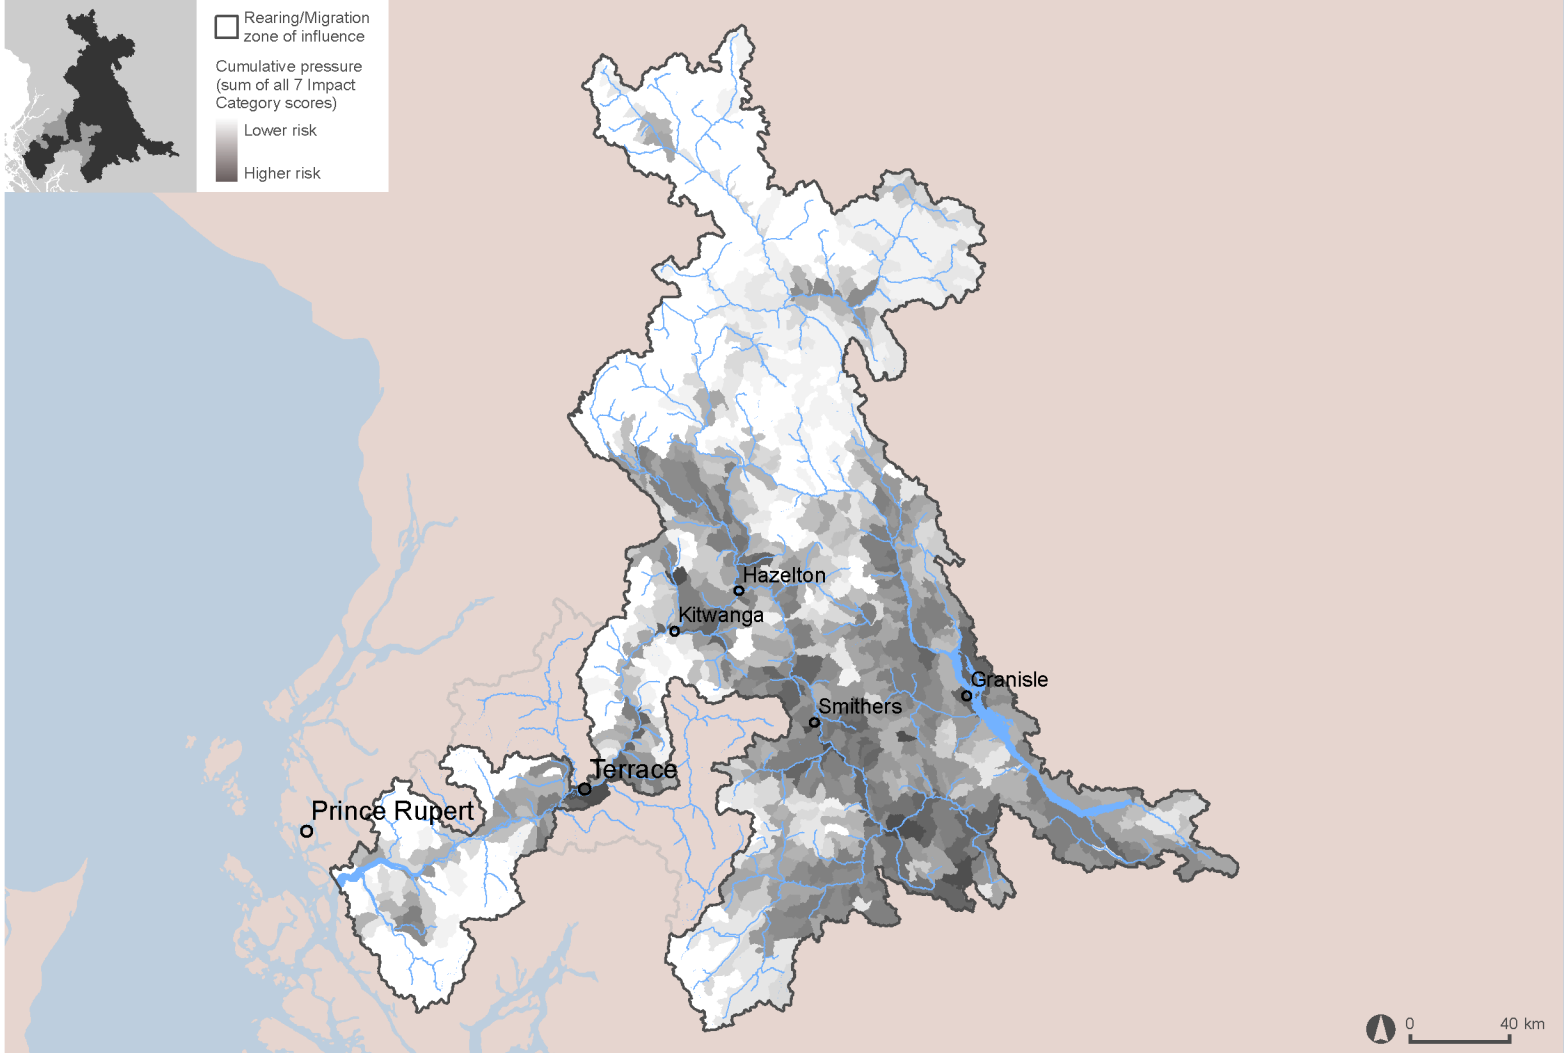 Rearing/Migration
zone of influence
Cumulative pressure
(sum of all 7 Impact
Category scores)
Lower risk
Higher risk
Hazelton
Kitwanga
Granisle
Smithers
Terrace
Prince Rupert
0 40 km